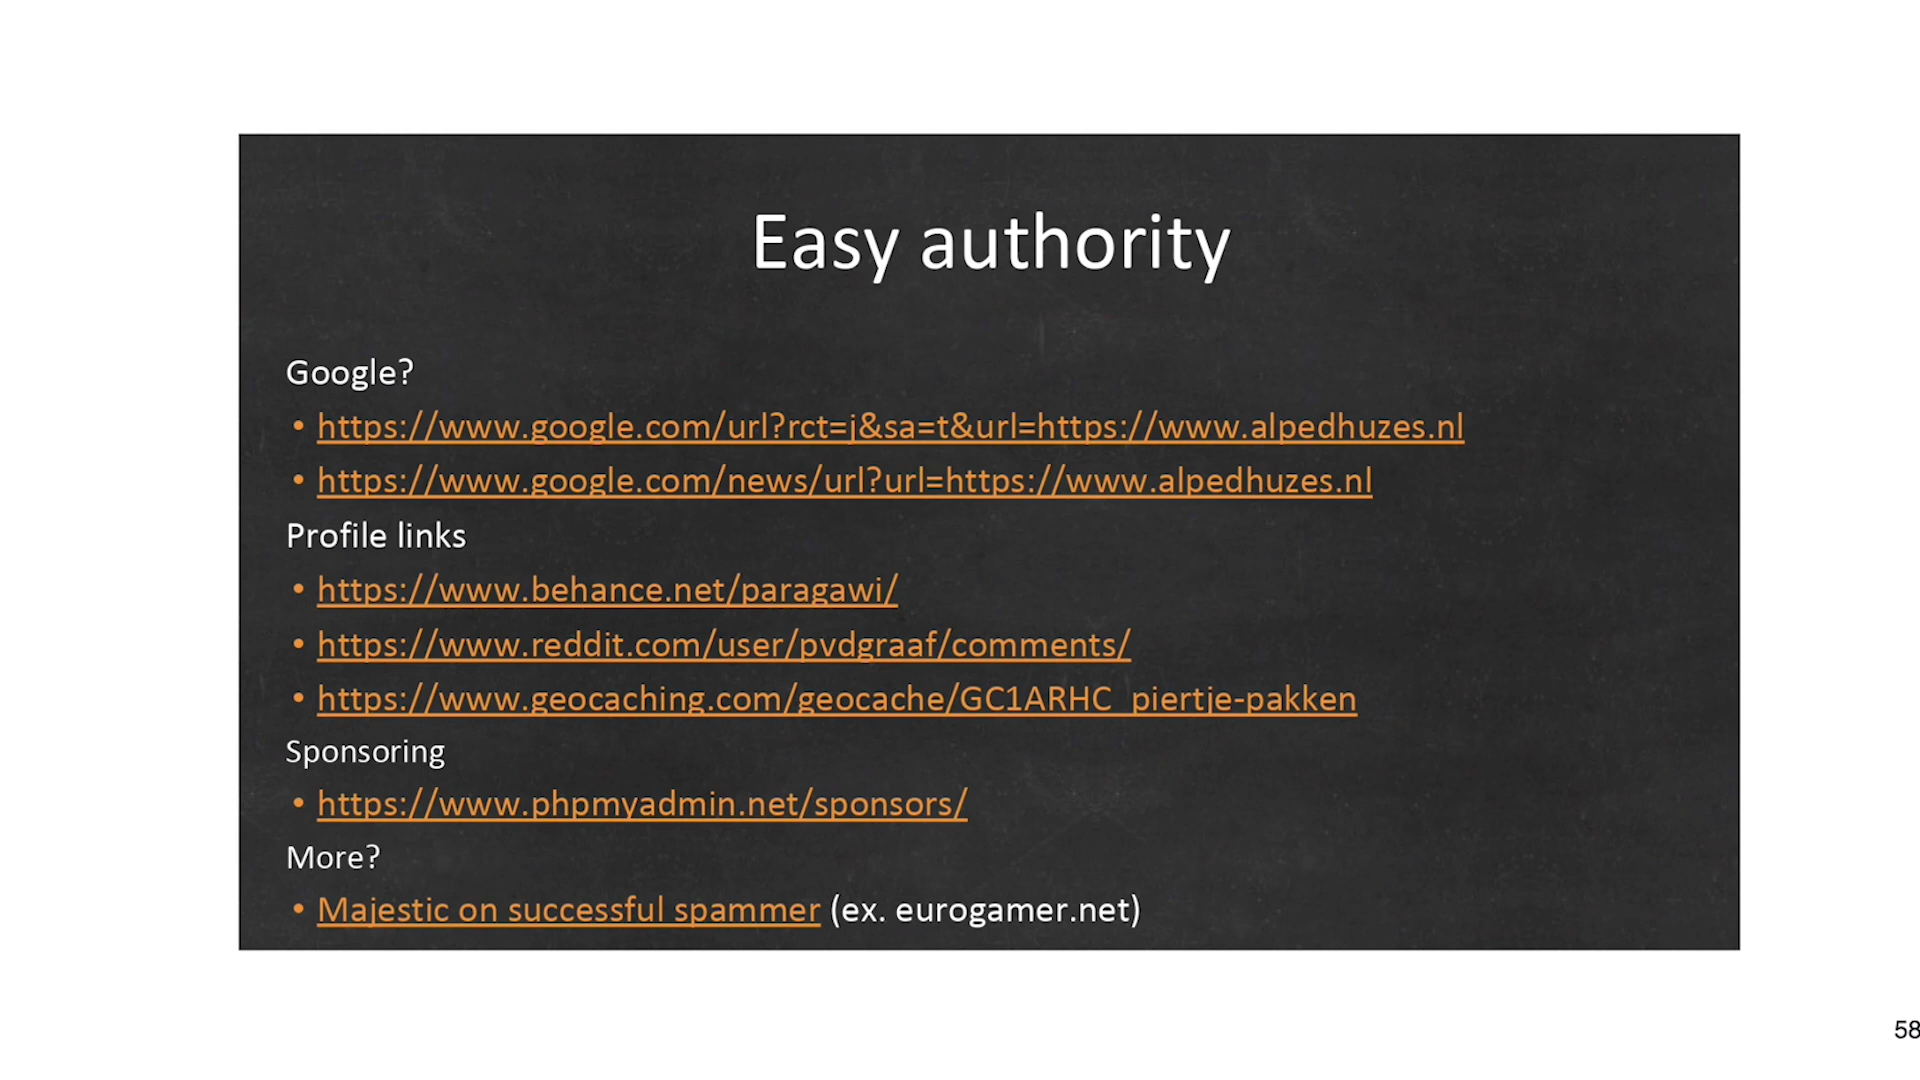 Easy authority
Google?
• https://www.google.com/url?rct=j&sa=t&url=https://www.alpedhuzes.nl
• https://www.google.com/news/url?url=https://www.alpedhuzes.nl
Profile links
• https://www.behance.net/paragawi/
• https://www.reddit.com/user/pvdgraaf/comments/
• https://www.geocaching.com/geocache/GC1ARHC_piertje-pakken
Sponsoring
• https://www.phpmyadmin.net/sponsors/
More?
• Majestic on successful spammer (ex. eurogamer.net)
58